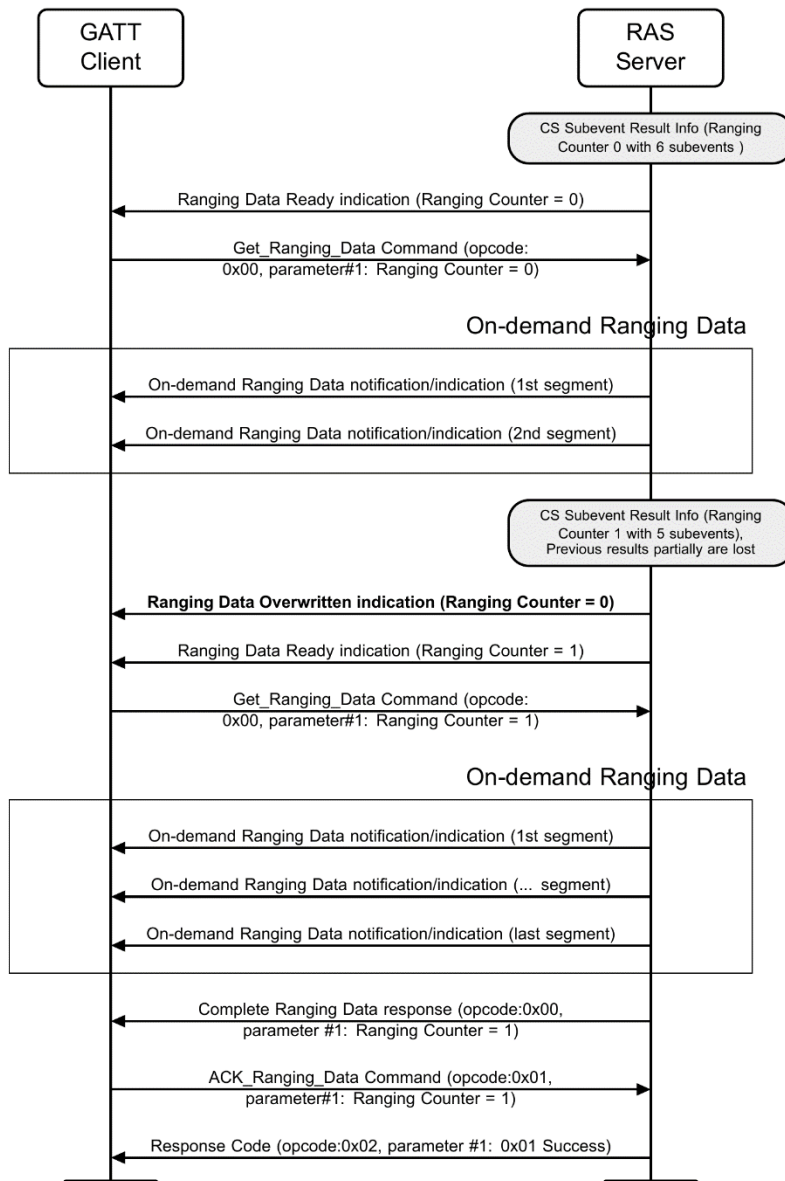 GATT
Client
RAS
Server
CS Subevent Result Info (Ranging
Counter 0 with 6 subevents )
Ranging Data Ready indication (Ranging Counter = 0)
Get_Ranging_Data Command (opcode:
0x00, parameter#1: Ranging Counter = 0)
On-demand Ranging Data
On-demand Ranging Data notification/indication (1st segment)
On-demand Ranging Data notification/indication (2nd segment)
CS Subevent Result Info (Ranging
Counter 1 with 5 subevents),
Previous results partially are lost
Ranging Data Overwritten indication (Ranging Counter = 0)
Ranging Data Ready indication (Ranging Counter = 1)
Get_Ranging_Data Command (opcode:
0x00, parameter#1: Ranging Counter = 1)
On-demand Ranging Data
On-demand Ranging Data notification/indication (1st segment)
On-demand Ranging Data notification/indication (... segment)
On-demand Ranging Data notification/indication (last segment)
Complete Ranging Data response (opcode:0x00,
parameter #1: Ranging Counter = 1)
ACK_Ranging_Data Command (opcode:0x01,
parameter#1: Ranging Counter = 1)
Response Code (opcode:0x02, parameter #1: 0x01 Success)